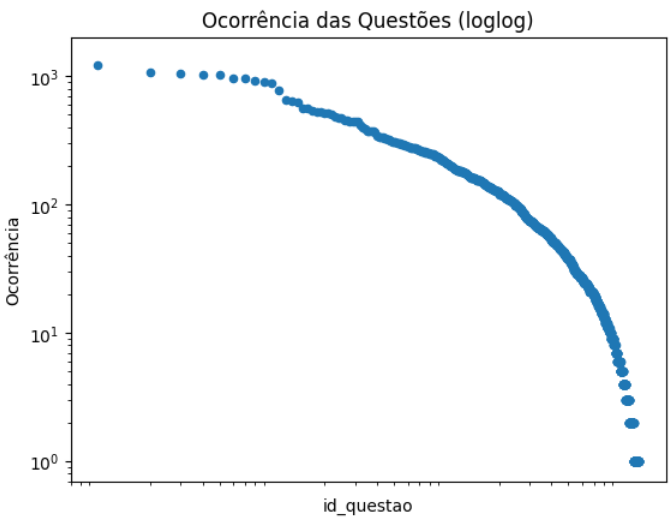 Ocorrência das Questões (loglog)
10³
10²
10¹
10⁰
Ocorrência
id_questao